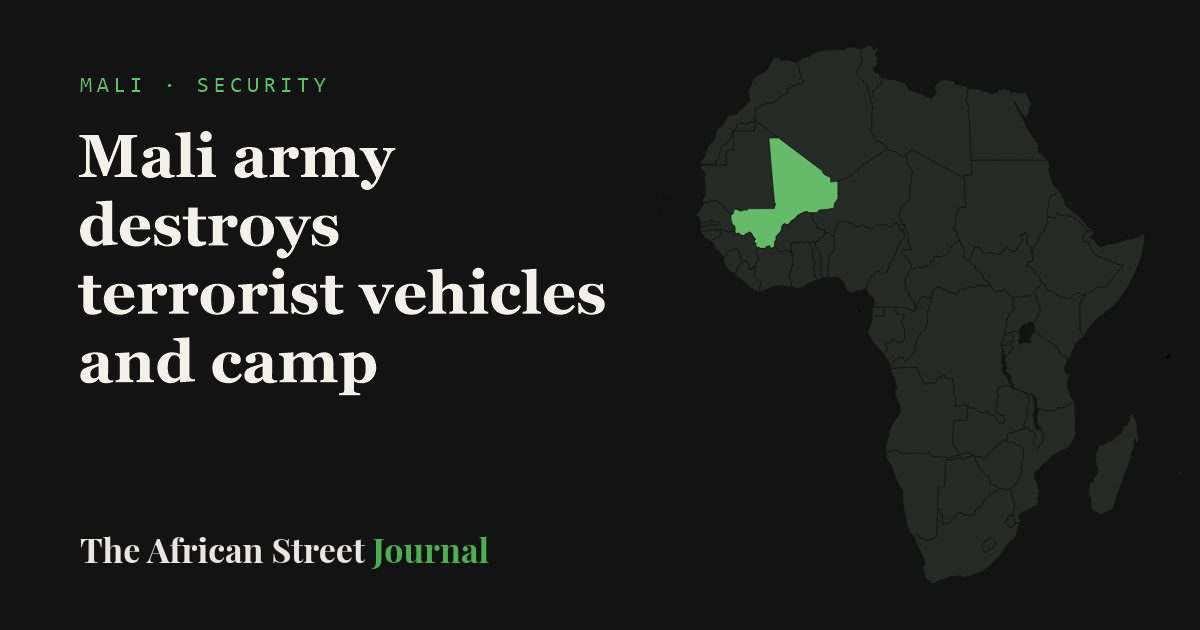 MALI · SECURITY
Mali army
destroys
terrorist vehicles
and camp
The African Street Journal